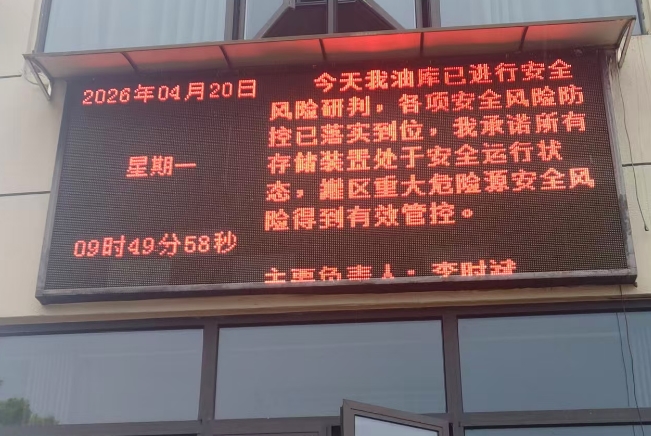 2026年04月20日
星期一
09时49分58秒
今天我油库已进行安全
风险研判，各项安全风险防
控已落实到位，我承诺所有
存储装置处于安全运行状
态，罐区重大危险源安全风
险得到有效管控。
主要负责人：李时斌